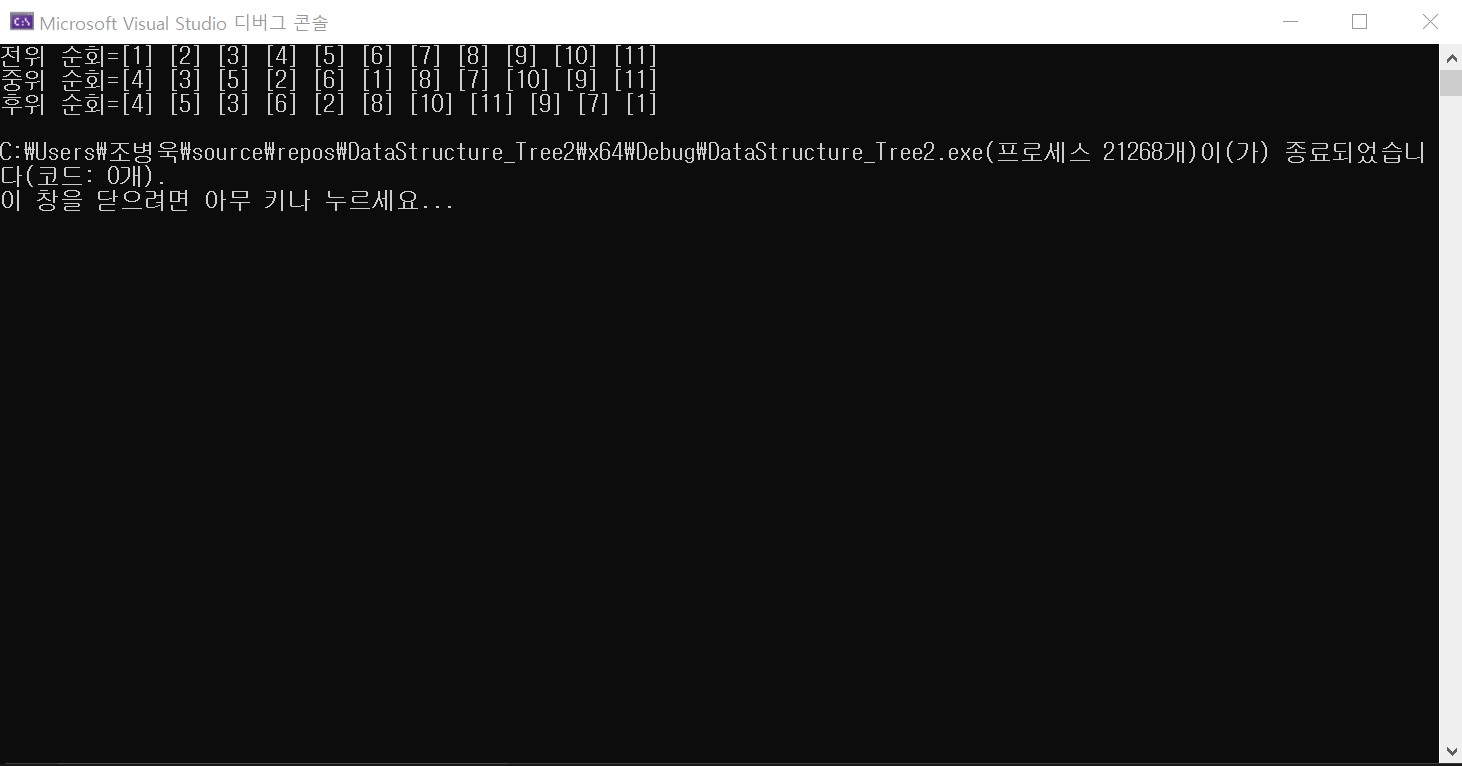 Microsoft Visual Studio 디버그 콘솔
전위 순회=[1] [2] [3] [4] [5] [6] [7] [8] [9] [10] [11]
중위 순회=[4] [3] [5] [2] [6] [1] [8] [7] [10] [9] [11]
후위 순회=[4] [5] [3] [6] [2] [8] [10] [11] [9] [7] [1]
C:₩Users₩조병욱₩source₩repos₩DataStructure_Tree2₩x64₩Debug₩DataStructure_Tree2.exe(프로세스 21268개)이(가) 종료되었습니
다(코드: 0개).
이 창을 닫으려면 아무 키나 누르세요...